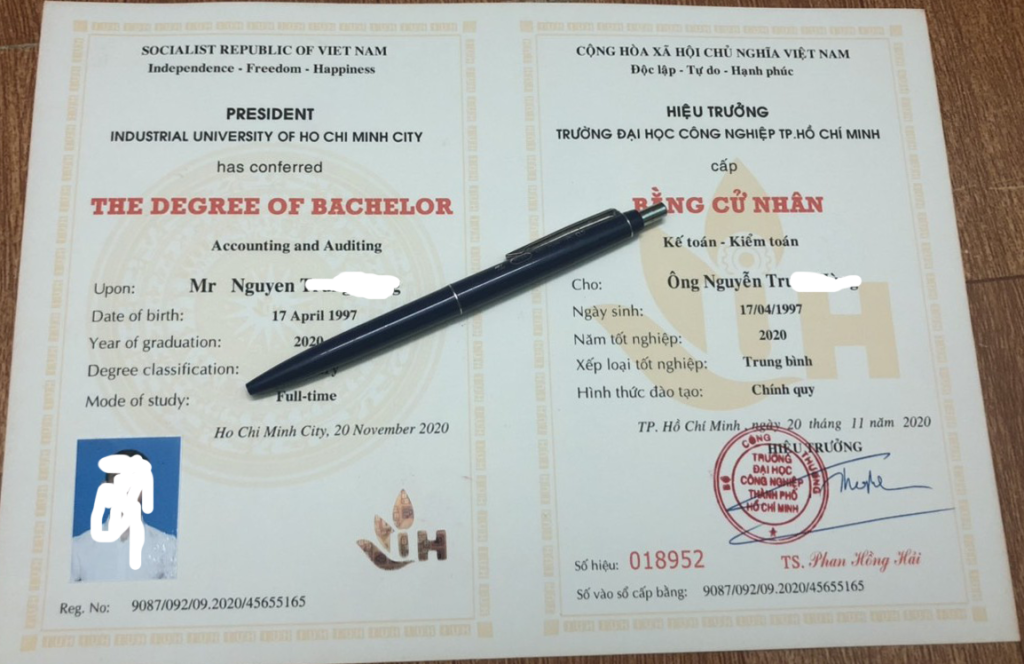 SOCIALIST REPUBLIC OF VIET NAM
Independence - Freedom - Happiness
PRESIDENT
INDUSTRIAL UNIVERSITY OF HO CHI MINH CITY
has conferred
THE DEGREE OF BACHELOR
Accounting and Auditing
Upon: Mr Nguyen
Date of birth: 17 April 1997
Year of graduation: 2020
Degree classification:
Mode of study: Full-time
Ho Chi Minh City, 20 November 2020
IH
Reg. No: 9087/092/09.2020/45655165
CỘNG HÒA XÃ HỘI CHỦ NGHĨA VIỆT NAM
Độc lập - Tự do - Hạnh phúc
HIỆU TRƯỞNG
TRƯỜNG ĐẠI HỌC CÔNG NGHIỆP TP.HỒ CHÍ MINH
cấp
BẰNG CỬ NHÂN
Kế toán - Kiểm toán
Cho: Ông Nguyễn
Ngày sinh: 17/04/1997
Năm tốt nghiệp: 2020
Xếp loại tốt nghiệp: Trung bình
Hình thức đào tạo: Chính quy
TP. Hồ Chí Minh, ngày 20 tháng 11 năm 2020
HIỆU TRƯỞNG
BỘ CÔNG THƯƠNG
TRƯỜNG
ĐẠI HỌC
CÔNG NGHIỆP
THÀNH PHỐ
HỒ CHÍ MINH
Số hiệu: 018952
TS. Phan Hồng Hải
Số vào sổ cấp bằng: 9087/092/09.2020/45655165